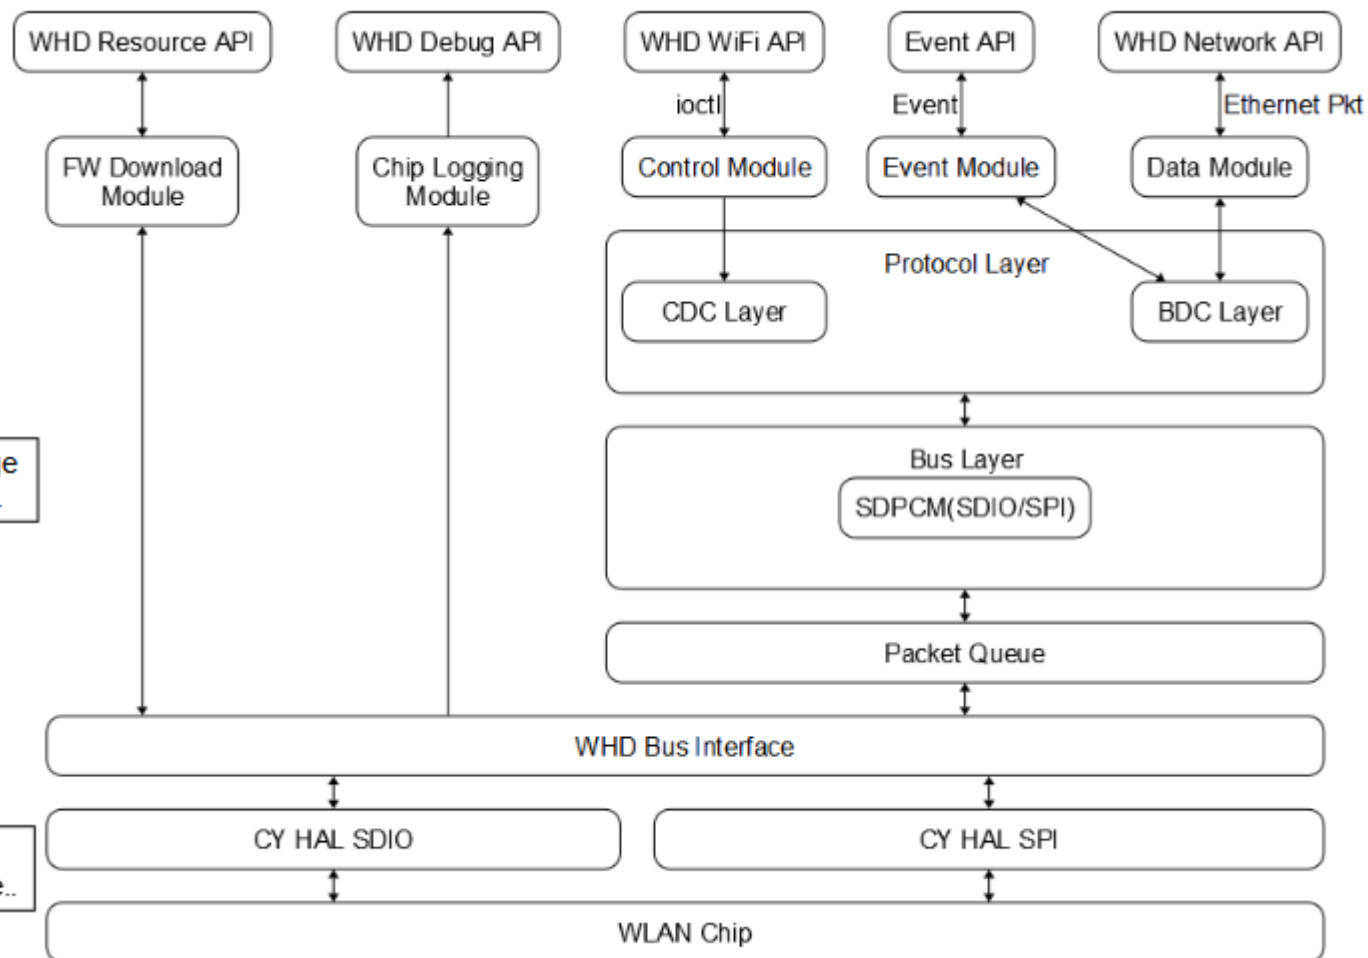 WHD Resource API
WHD Debug API
WHD WiFi API
Event API
WHD Network API
ioctl
Event
Ethernet Pkt
FW Download
Module
Chip Logging
Module
Control Module
Event Module
Data Module
Protocol Layer
CDC Layer
BDC Layer
Bus Layer
SDPCM(SDIO/SPI)
Packet Queue
WHD Bus Interface
CY HAL SDIO
CY HAL SPI
WLAN Chip